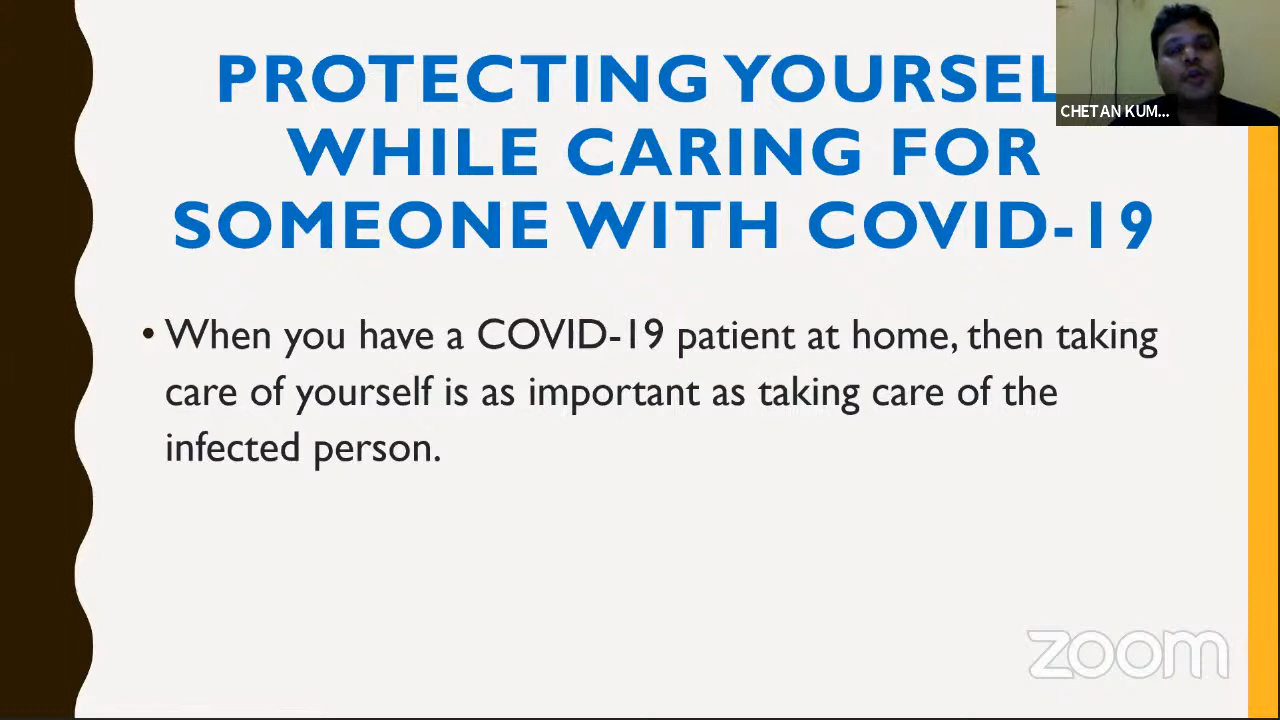 PROTECTING YOURSEL
WHILE CARING FOR
SOMEONE WITH COVID-19
CHETAN KUM...
• When you have a COVID-19 patient at home, then taking
care of yourself is as important as taking care of the
infected person.
zoom